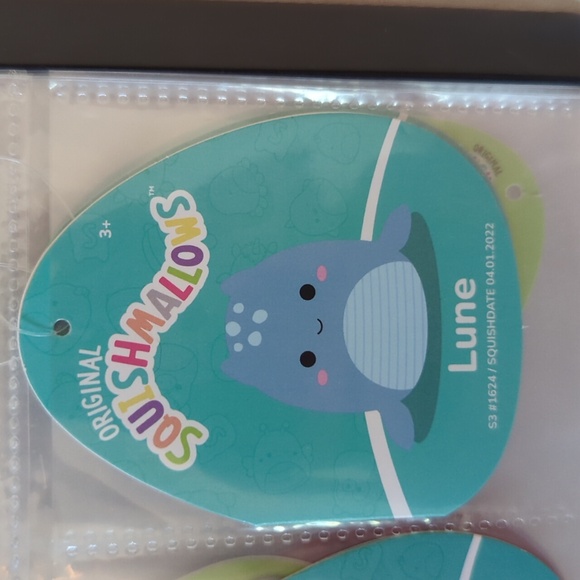 ORIGINAL
SQUISHMALLOWS™
3+
Lune
S3 #1624 / SQUISHDATE 04.01.2022